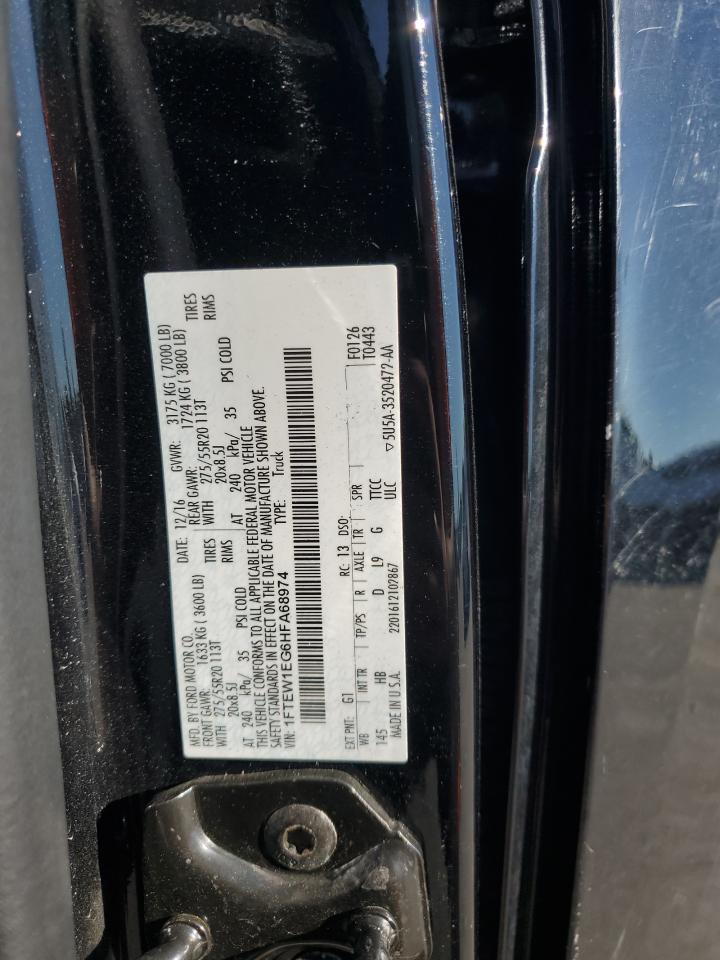 MFD. BY FORD MOTOR CO. DATE: 12/16 GVWR: 3175 KG ( 7000 LB)
FRONT GAWR: 1633 KG ( 3600 LB) REAR GAWR: 1724 KG ( 3800 LB)
WITH 275/55R20 113T TIRES WITH 275/55R20 113T TIRES
20x8.5J RIMS 20x8.5J RIMS
AT 240 kPa/ 35 PSI COLD AT 240 kPa/ 35 PSI COLD
THIS VEHICLE CONFORMS TO ALL APPLICABLE FEDERAL MOTOR VEHICLE
SAFETY STANDARDS IN EFFECT ON THE DATE OF MANUFACTURE SHOWN ABOVE.
VIN: 1FTEW1EG6HFA68974 TYPE: Truck
F0126
T0443
EXT PNT: G1 RC: 13 DSO:
WB INT TR TP/PS R AXLE TR SPR
145 HB D L9 G TTCC
ULC
MADE IN U.S.A. 2201612102867 ▽5U5A-3520472-AA